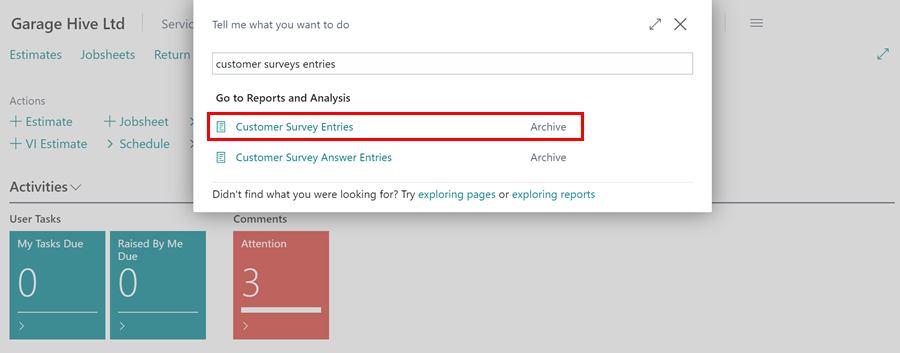 Garage Hive Ltd
Servic
Tell me what you want to do
Estimates Jobsheets Return
customer surveys entries
Actions
Go to Reports and Analysis
+ Estimate + Jobsheet >
Customer Survey Entries Archive
+ VI Estimate > Schedule >
Customer Survey Answer Entries Archive
Activities
Didn't find what you were looking for? Try exploring pages or exploring reports
User Tasks
Comments
My Tasks Due
Raised By Me Due
Attention
0
0
3